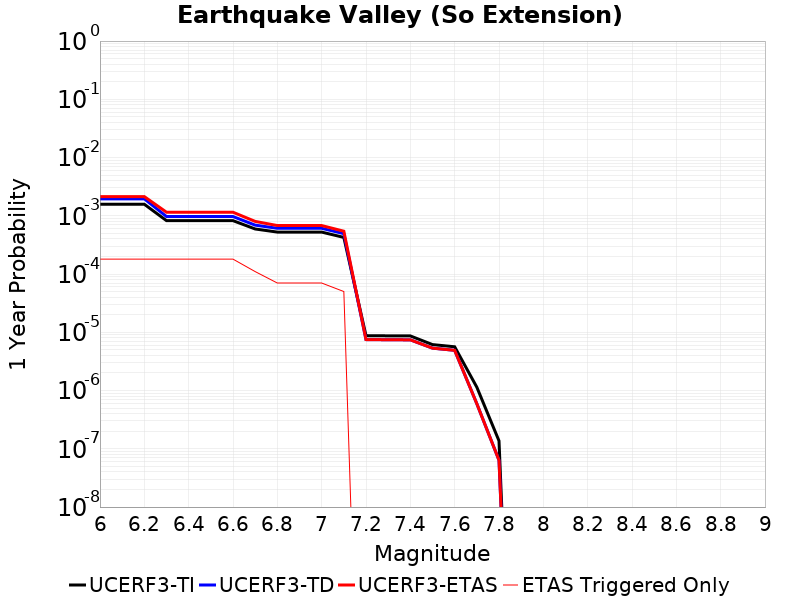 Earthquake Valley (So Extension)
10^0
10^-1
10^-2
10^-3
10^-4
10^-5
10^-6
10^-7
10^-8
1 Year Probability
6 6.2 6.4 6.6 6.8 7 7.2 7.4 7.6 7.8 8 8.2 8.4 8.6 8.8 9
Magnitude
UCERF3-TI UCERF3-TD UCERF3-ETAS ETAS Triggered Only